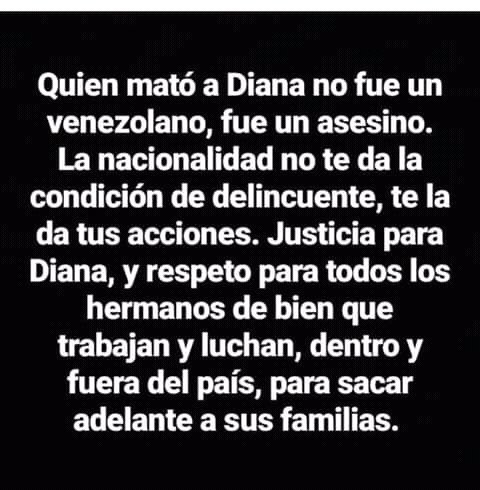 Quien mató a Diana no fue un
venezolano, fue un asesino.
La nacionalidad no te da la
condición de delincuente, te la
da tus acciones. Justicia para
Diana, y respeto para todos los
hermanos de bien que
trabajan y luchan, dentro y
fuera del país, para sacar
adelante a sus familias.